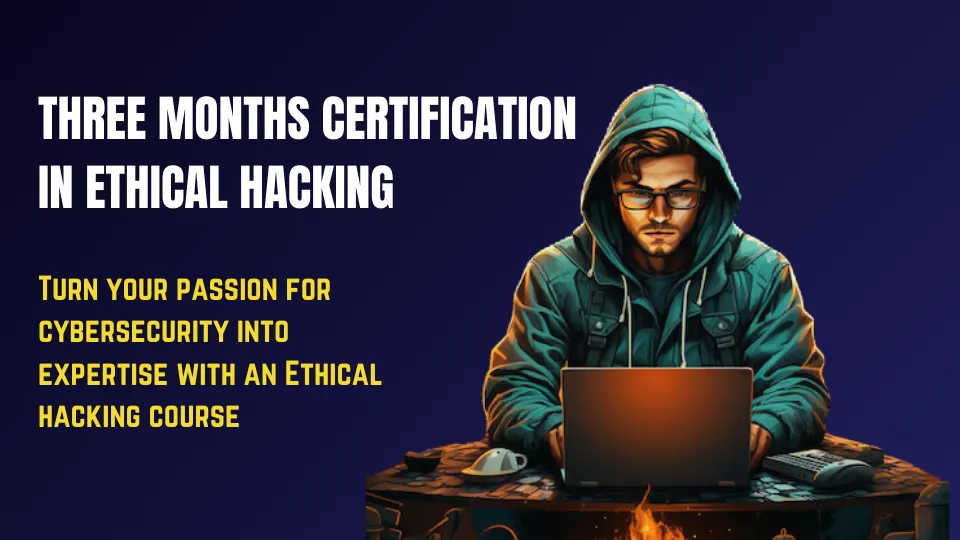 THREE MONTHS CERTIFICATION
IN ETHICAL HACKING
Turn your passion for
cybersecurity into
expertise with an Ethical
hacking course